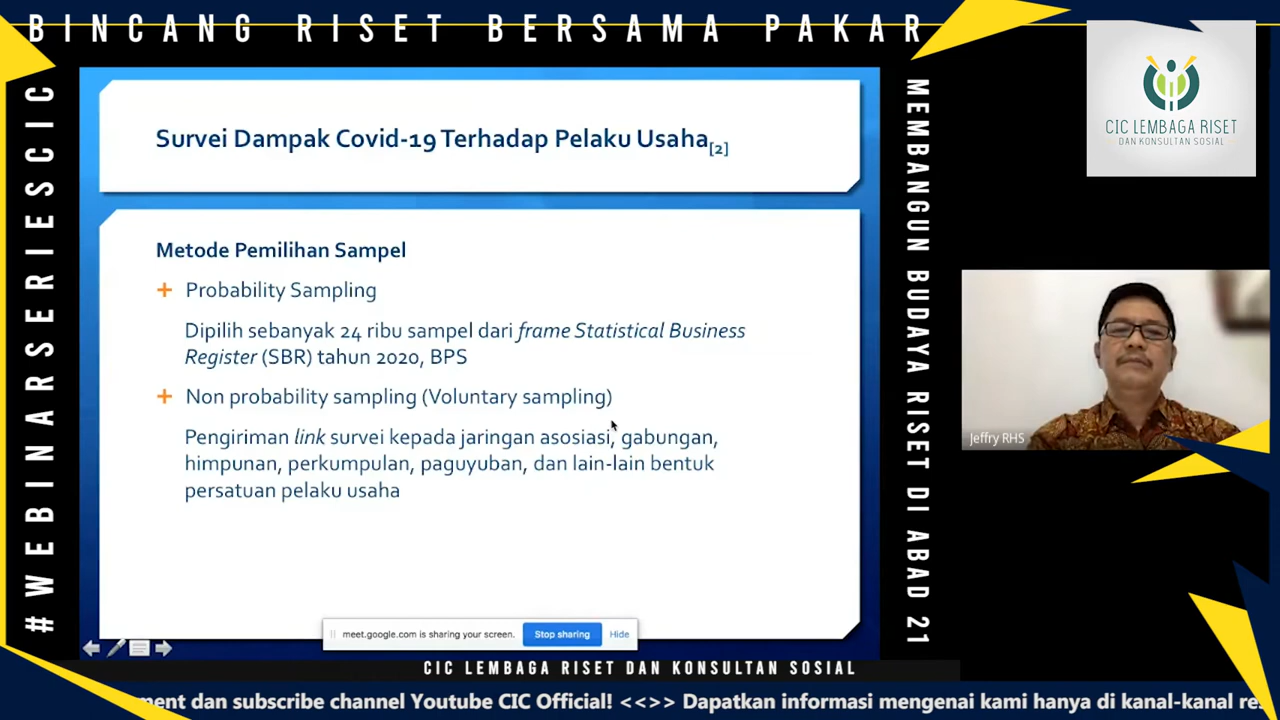 BINCANG RISET BERSAMA PAKAR
#WEBINARSERIESCIC
Survei Dampak Covid-19 Terhadap Pelaku Usaha[2]
Metode Pemilihan Sampel
+ Probability Sampling
Dipilih sebanyak 24 ribu sampel dari frame Statistical Business
Register (SBR) tahun 2020, BPS
+ Non probability sampling (Voluntary sampling)
Pengiriman link survei kepada jaringan asosiasi, gabungan,
himpunan, perkumpulan, paguyuban, dan lain-lain bentuk
persatuan pelaku usaha
meet.google.com is sharing your screen. Stop sharing Hide
MEMBANGUN BUDAYA RISET DI ABAD 21
CIC LEMBAGA RISET
DAN KONSULTAN SOSIAL
Jeffry RHS
CIC LEMBAGA RISET DAN KONSULTAN SOSIAL
ment dan subscribe channel Youtube CIC Official! <<>> Dapatkan informasi mengenai kami hanya di kanal-kanal re